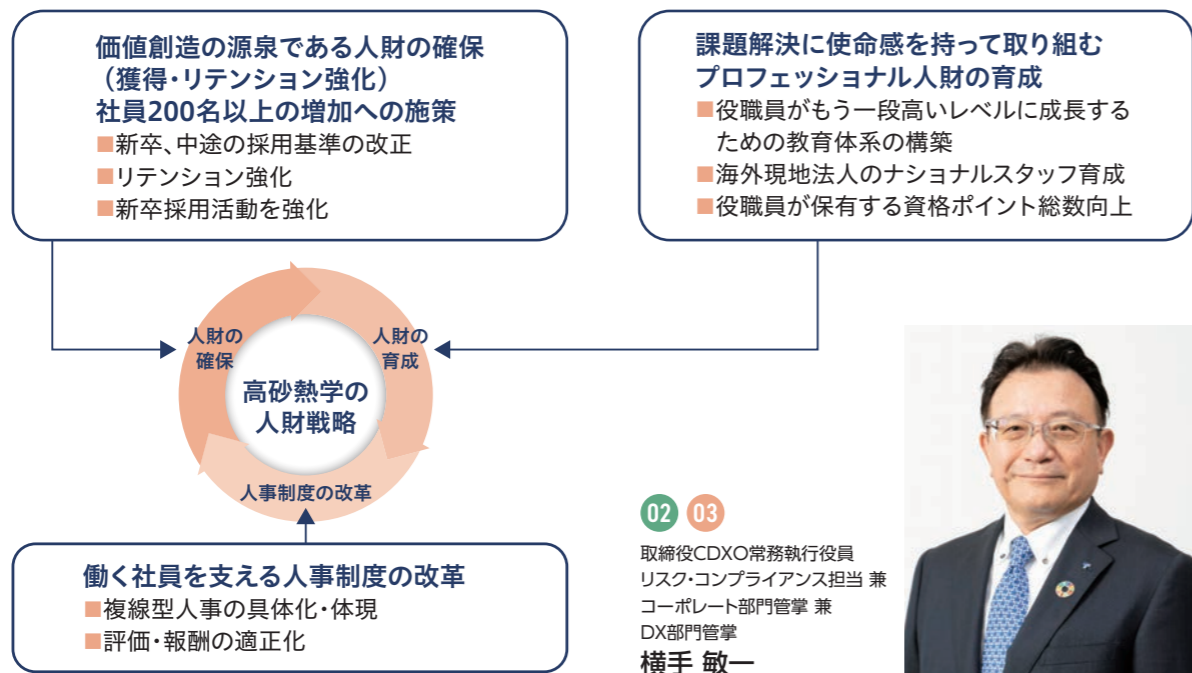 価値創造の源泉である人財の確保
（獲得・リテンション強化）
社員200名以上の増加への施策
■新卒、中途の採用基準の改正
■リテンション強化
■新卒採用活動を強化
課題解決に使命感を持って取り組む
プロフェッショナル人財の育成
■役職員がもう一段高いレベルに成長する
ための教育体系の構築
■海外現地法人のナショナルスタッフ育成
■役職員が保有する資格ポイント総数向上
人財の
確保
人財の
育成
高砂熱学の
人財戦略
人事制度の改革
働く社員を支える人事制度の改革
■複線型人事の具体化・体現
■評価・報酬の適正化
02 03
取締役CDXO常務執行役員
リスク・コンプライアンス担当 兼
コーポレート部門管掌 兼
DX部門管掌
横手 敏一